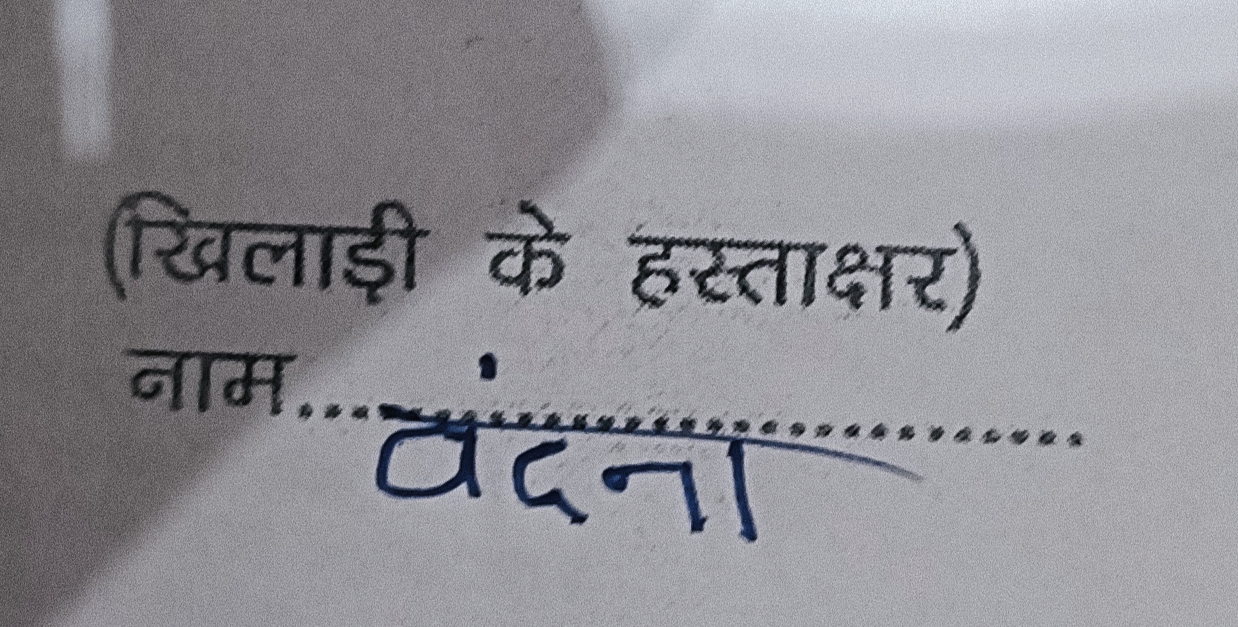 (खिलाड़ी के हस्ताक्षर)
नाम........................................
वंदना